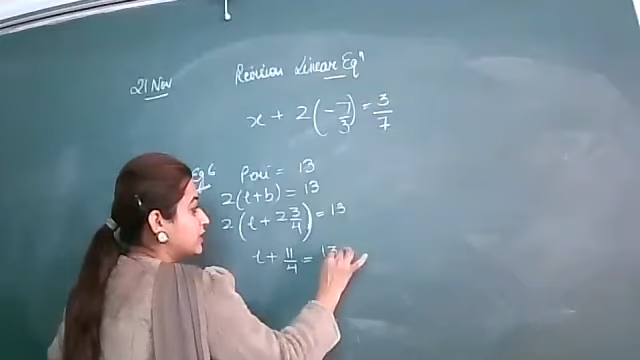 21 Nov
Revision Linear Eqⁿ
x + 2(-7/3) = 3/7
Eg 6 Peri = 13
2(l+b) = 13
2(l + 2 3/4) = 13
l + 11/4 = 13